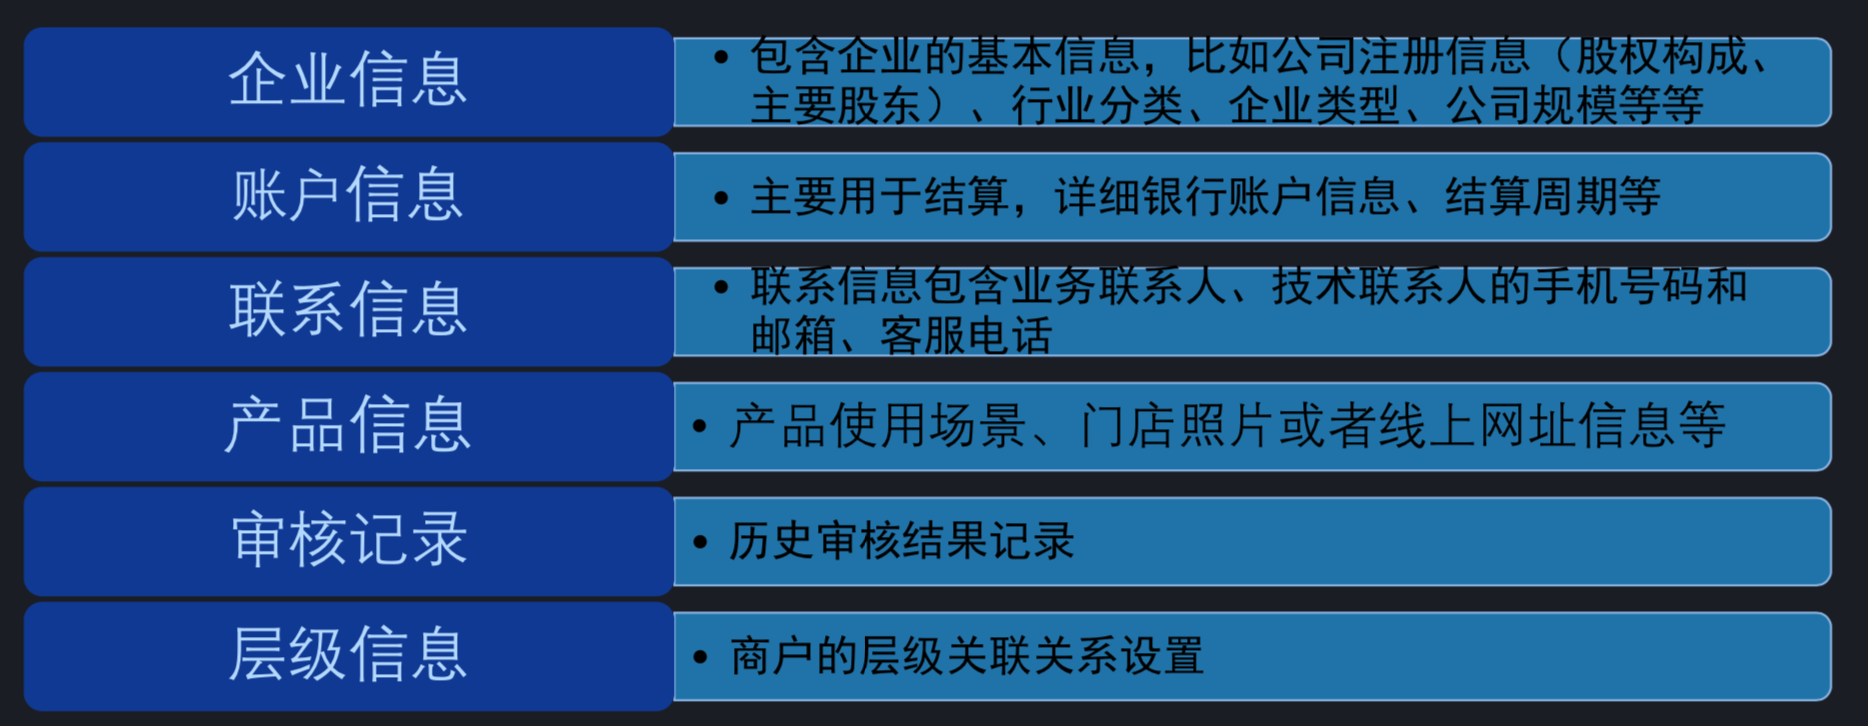 企业信息
• 包含企业的基本信息，比如公司注册信息（股权构成、
主要股东）、行业分类、企业类型、公司规模等等
账户信息
• 主要用于结算，详细银行账户信息、结算周期等
联系信息
• 联系信息包含业务联系人、技术联系人的手机号码和
邮箱、客服电话
产品信息
• 产品使用场景、门店照片或者线上网址信息等
审核记录
• 历史审核结果记录
层级信息
• 商户的层级关联关系设置